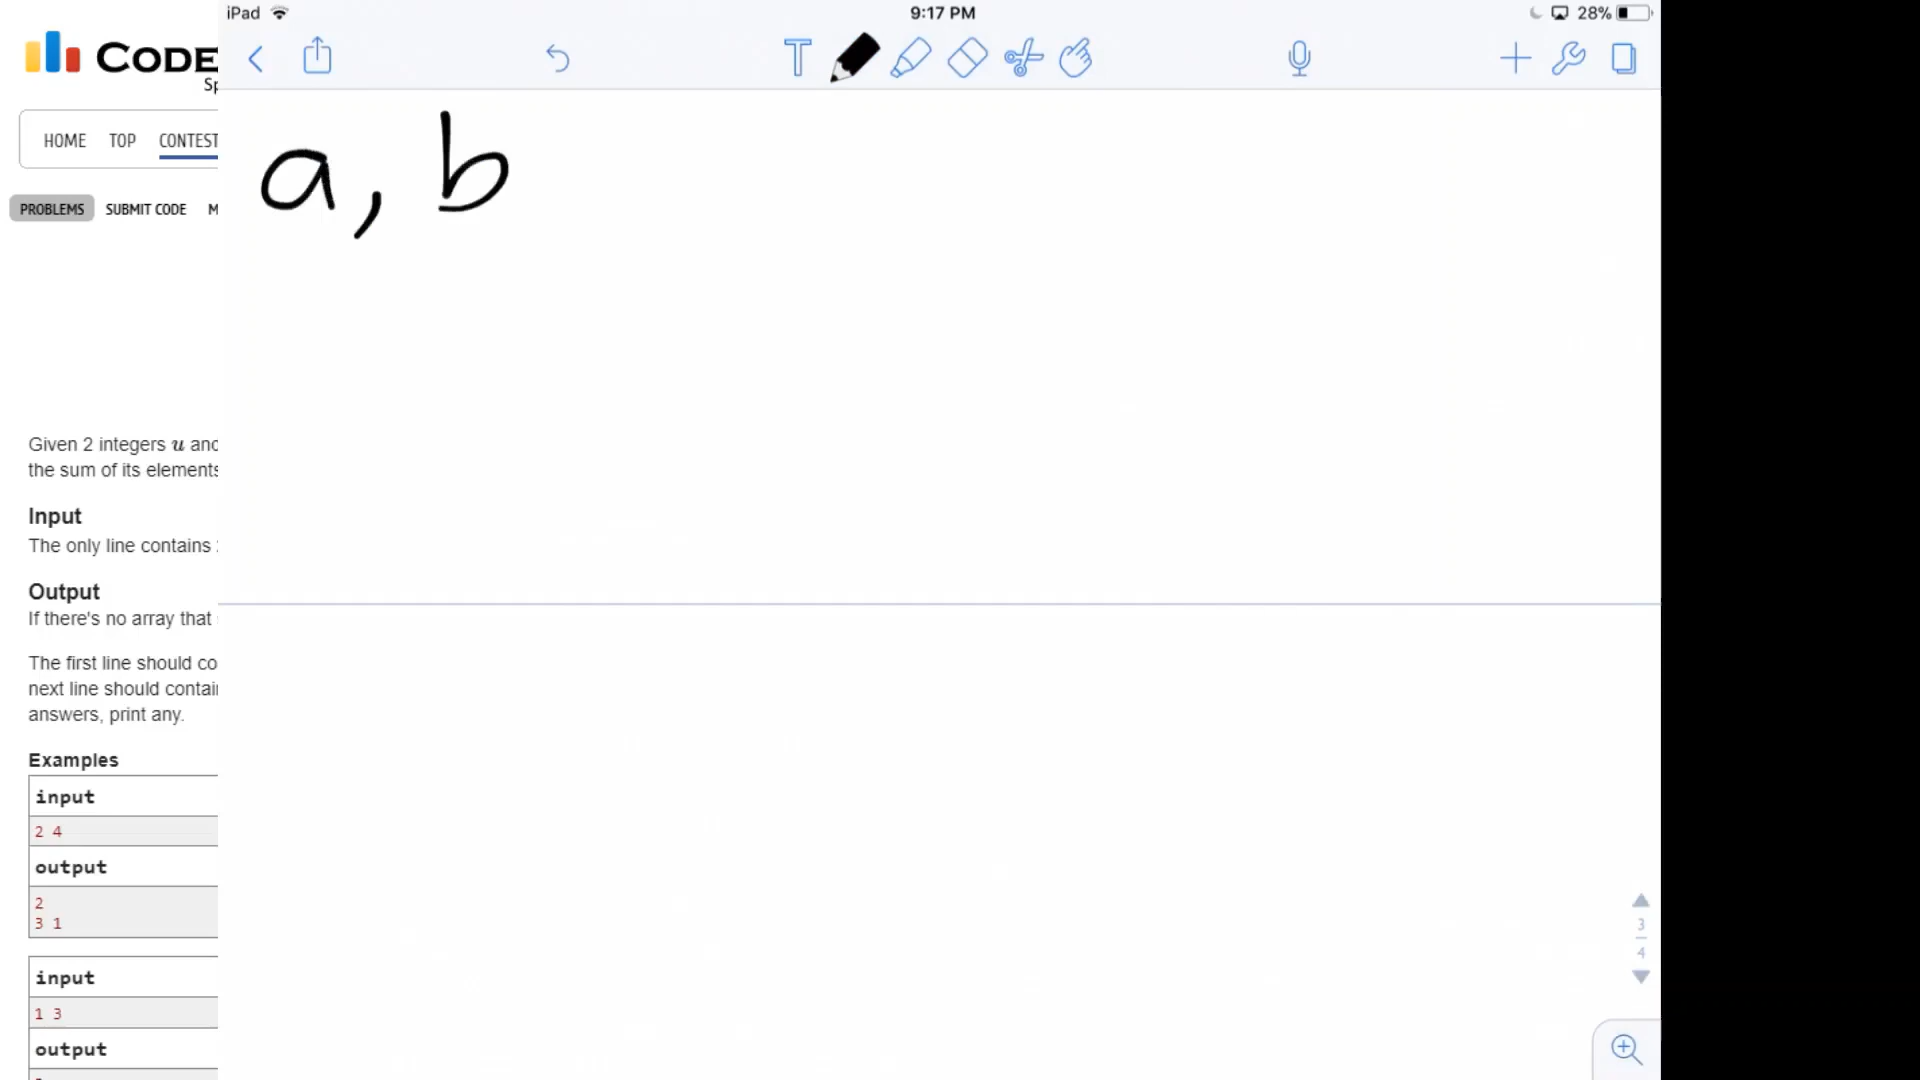 iPad 9:17 PM 28%
CODE
HOME TOP CONTEST
a, b
PROBLEMS SUBMIT CODE M
Given 2 integers u and
the sum of its elements
Input
The only line contains
Output
If there's no array that
The first line should co
next line should contai
answers, print any.
Examples
input
2 4
output
2
3 1
input
1 3
output
3
4